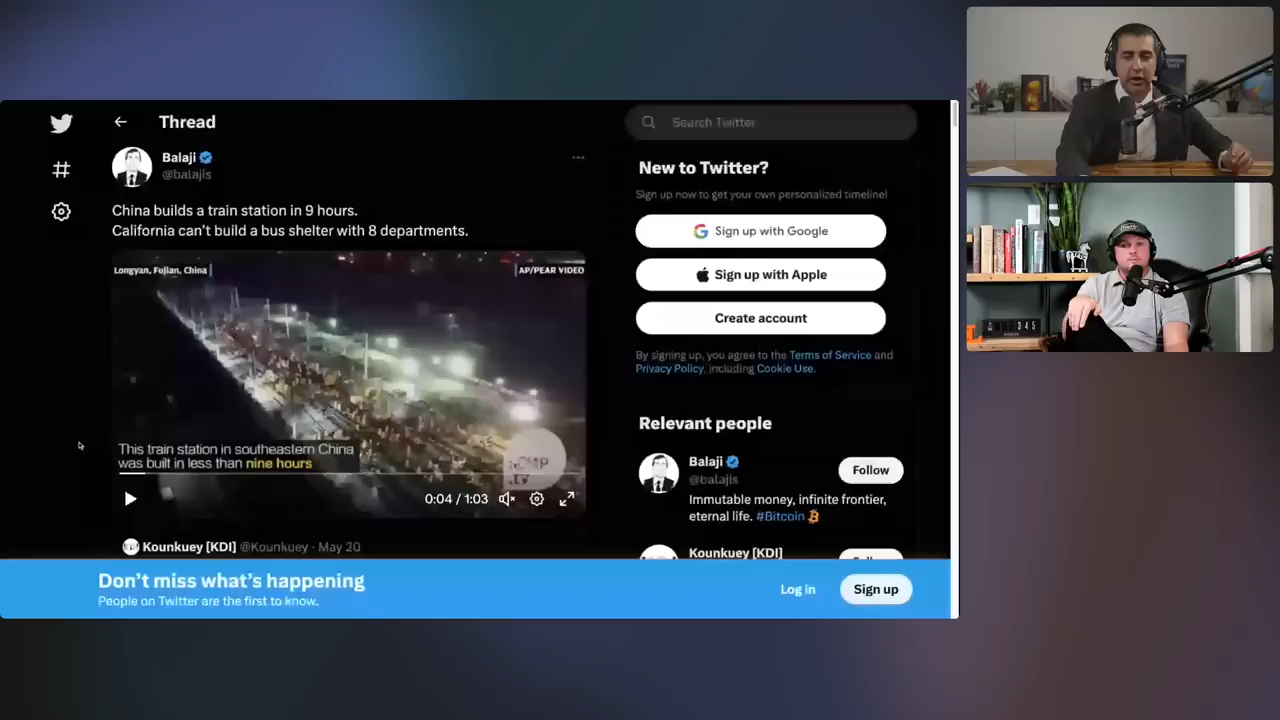 Thread
Balaji
@balajis
China builds a train station in 9 hours.
California can't build a bus shelter with 8 departments.
Longyan, Fujian, China
AP/PEAR VIDEO
This train station in southeastern China
was built in less than nine hours
0:04 / 1:03
Kounkuey [KDI] @Kounkuey · May 20
Search Twitter
New to Twitter?
Sign up now to get your own personalized timeline!
Sign up with Google
Sign up with Apple
Create account
By signing up, you agree to the Terms of Service and
Privacy Policy, including Cookie Use.
Relevant people
Balaji
@balajis
Follow
Immutable money, infinite frontier,
eternal life. #Bitcoin
Kounkuey [KDI]
Don't miss what's happening
People on Twitter are the first to know.
Log in
Sign up
345